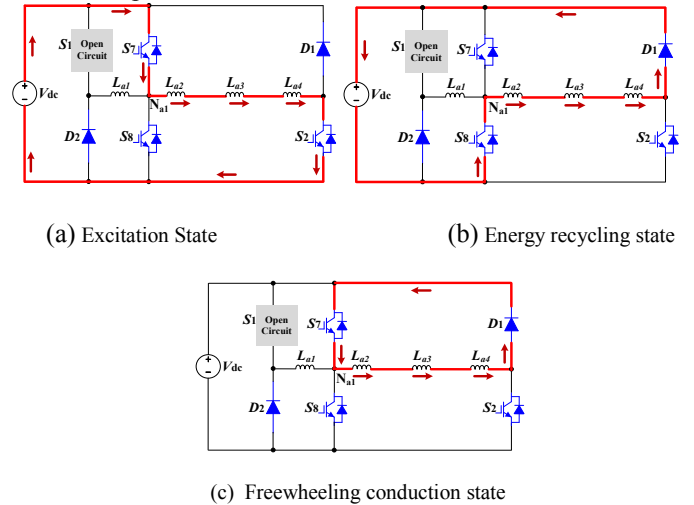 S1 Open Circuit S7 D1
La1 La2 La3 La4
Vdc Na1
D2 S8 S2
(a) Excitation State
S1 Open Circuit S7 D1
La1 La2 La3 La4
Vdc Na1
D2 S8 S2
(b) Energy recycling state
S1 Open Circuit S7 D1
La1 La2 La3 La4
Vdc Na1
D2 S8 S2
(c) Freewheeling conduction state